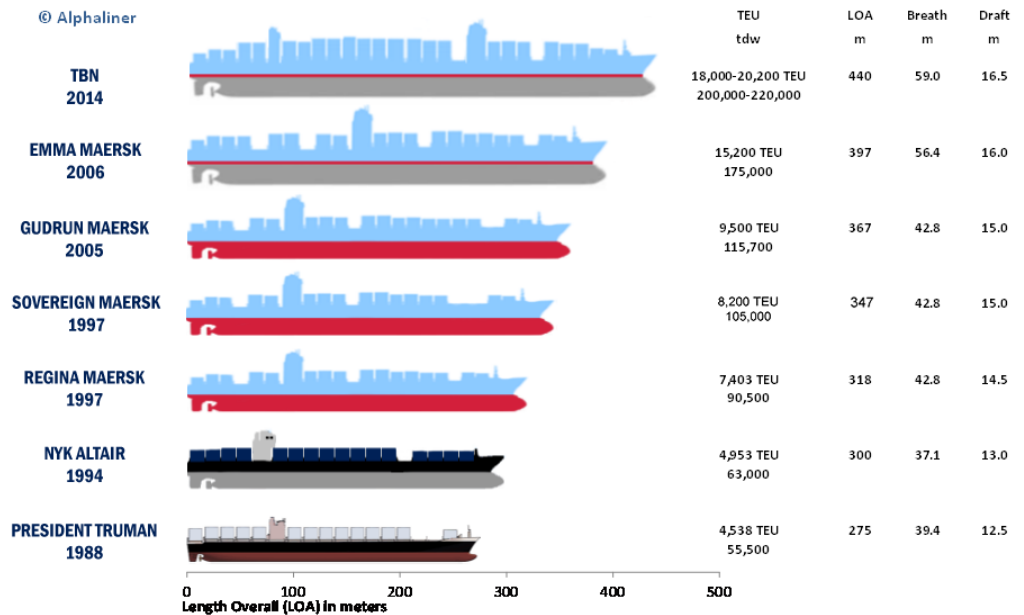 © Alphaliner
TEU LOA Breath Draft
tdw m m m
TBN
2014
18,000-20,200 TEU 440 59.0 16.5
200,000-220,000
EMMA MAERSK
2006
15,200 TEU 397 56.4 16.0
175,000
GUDRUN MAERSK
2005
9,500 TEU 367 42.8 15.0
115,700
SOVEREIGN MAERSK
1997
8,200 TEU 347 42.8 15.0
105,000
REGINA MAERSK
1997
7,403 TEU 318 42.8 14.5
90,500
NYK ALTAIR
1994
4,953 TEU 300 37.1 13.0
63,000
PRESIDENT TRUMAN
1988
4,538 TEU 275 39.4 12.5
55,500
0 100 200 300 400 500
Length Overall (LOA) in meters